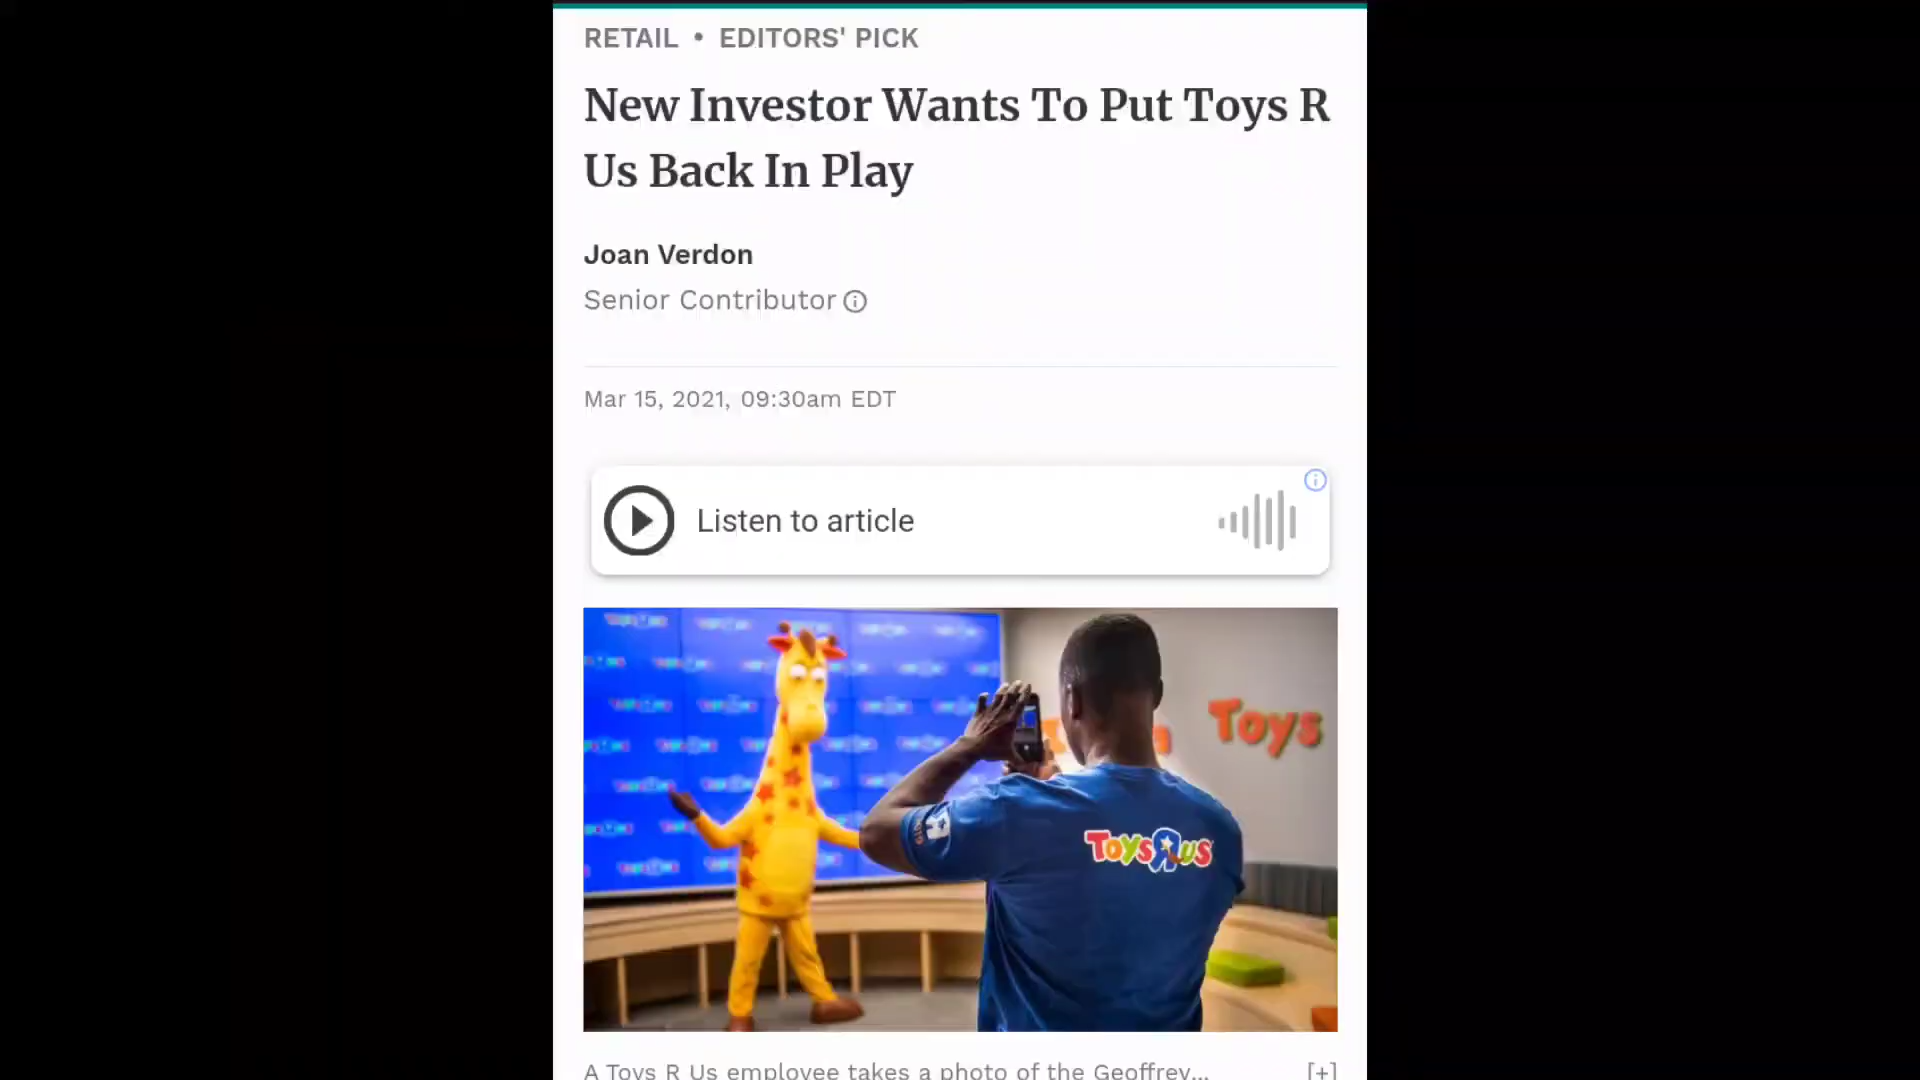 RETAIL • EDITORS' PICK
New Investor Wants To Put Toys R
Us Back In Play
Joan Verdon
Senior Contributor
Mar 15, 2021, 09:30am EDT
Listen to article
Toys
ToysRus
A Toys R Us employee takes a photo of the Geoffrey... [+]